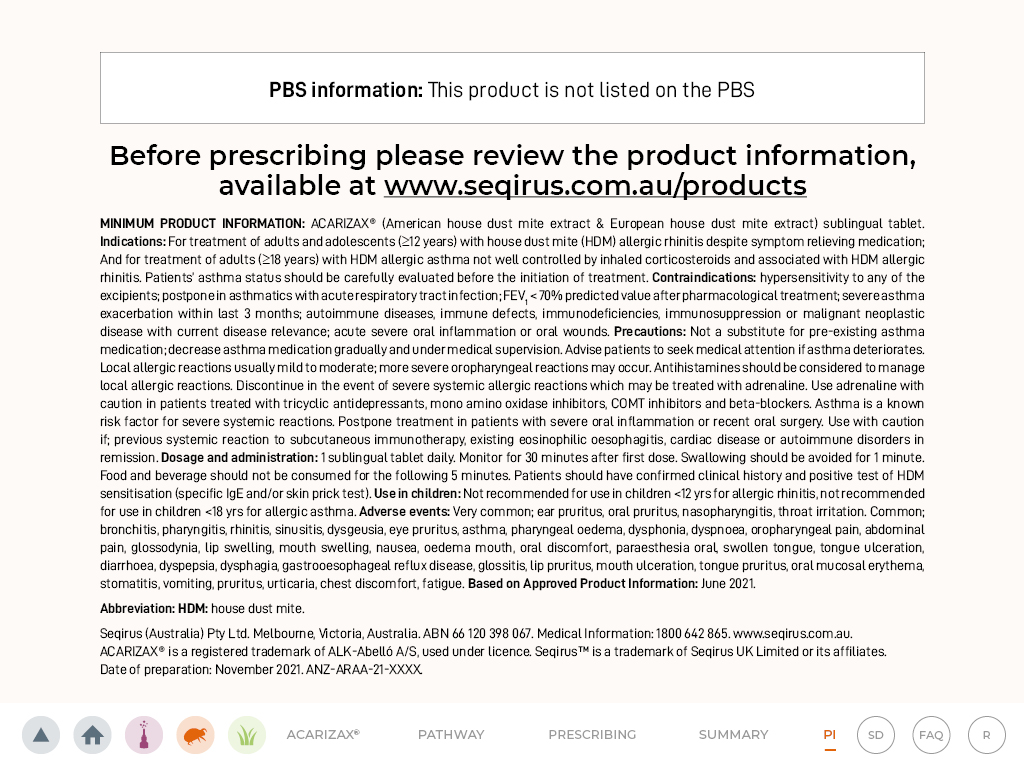 PBS information: This product is not listed on the PBS
Before prescribing please review the product information,
available at www.seqirus.com.au/products
MINIMUM PRODUCT INFORMATION: ACARIZAX® (American house dust mite extract & European house dust mite extract) sublingual tablet.
Indications: For treatment of adults and adolescents (≥12 years) with house dust mite (HDM) allergic rhinitis despite symptom relieving medication;
And for treatment of adults (≥18 years) with HDM allergic asthma not well controlled by inhaled corticosteroids and associated with HDM allergic
rhinitis. Patients' asthma status should be carefully evaluated before the initiation of treatment. Contraindications: hypersensitivity to any of the
excipients; postpone in asthmatics with acute respiratory tract infection; FEV₁ < 70% predicted value after pharmacological treatment; severe asthma
exacerbation within last 3 months; autoimmune diseases, immune defects, immunodeficiencies, immunosuppression or malignant neoplastic
disease with current disease relevance; acute severe oral inflammation or oral wounds. Precautions: Not a substitute for pre-existing asthma
medication; decrease asthma medication gradually and under medical supervision. Advise patients to seek medical attention if asthma deteriorates.
Local allergic reactions usually mild to moderate; more severe oropharyngeal reactions may occur. Antihistamines should be considered to manage
local allergic reactions. Discontinue in the event of severe systemic allergic reactions which may be treated with adrenaline. Use adrenaline with
caution in patients treated with tricyclic antidepressants, mono amino oxidase inhibitors, COMT inhibitors and beta-blockers. Asthma is a known
risk factor for severe systemic reactions. Postpone treatment in patients with severe oral inflammation or recent oral surgery. Use with caution
if; previous systemic reaction to subcutaneous immunotherapy, existing eosinophilic oesophagitis, cardiac disease or autoimmune disorders in
remission. Dosage and administration: 1 sublingual tablet daily. Monitor for 30 minutes after first dose. Swallowing should be avoided for 1 minute.
Food and beverage should not be consumed for the following 5 minutes. Patients should have confirmed clinical history and positive test of HDM
sensitisation (specific IgE and/or skin prick test). Use in children: Not recommended for use in children <12 yrs for allergic rhinitis, not recommended
for use in children <18 yrs for allergic asthma. Adverse events: Very common; ear pruritus, oral pruritus, nasopharyngitis, throat irritation. Common;
bronchitis, pharyngitis, rhinitis, sinusitis, dysgeusia, eye pruritus, asthma, pharyngeal oedema, dysphonia, dyspnoea, oropharyngeal pain, abdominal
pain, glossodynia, lip swelling, mouth swelling, nausea, oedema mouth, oral discomfort, paraesthesia oral, swollen tongue, tongue ulceration,
diarrhoea, dyspepsia, dysphagia, gastrooesophageal reflux disease, glossitis, lip pruritus, mouth ulceration, tongue pruritus, oral mucosal erythema,
stomatitis, vomiting, pruritus, urticaria, chest discomfort, fatigue. Based on Approved Product Information: June 2021.
Abbreviation: HDM: house dust mite.
Seqirus (Australia) Pty Ltd. Melbourne, Victoria, Australia. ABN 66 120 398 067. Medical Information: 1800 642 865. www.seqirus.com.au.
ACARIZAX® is a registered trademark of ALK-Abelló A/S, used under licence. Seqirus™ is a trademark of Seqirus UK Limited or its affiliates.
Date of preparation: November 2021. ANZ-ARAA-21-XXXX.
ACARIZAX® PATHWAY PRESCRIBING SUMMARY PI SD FAQ R